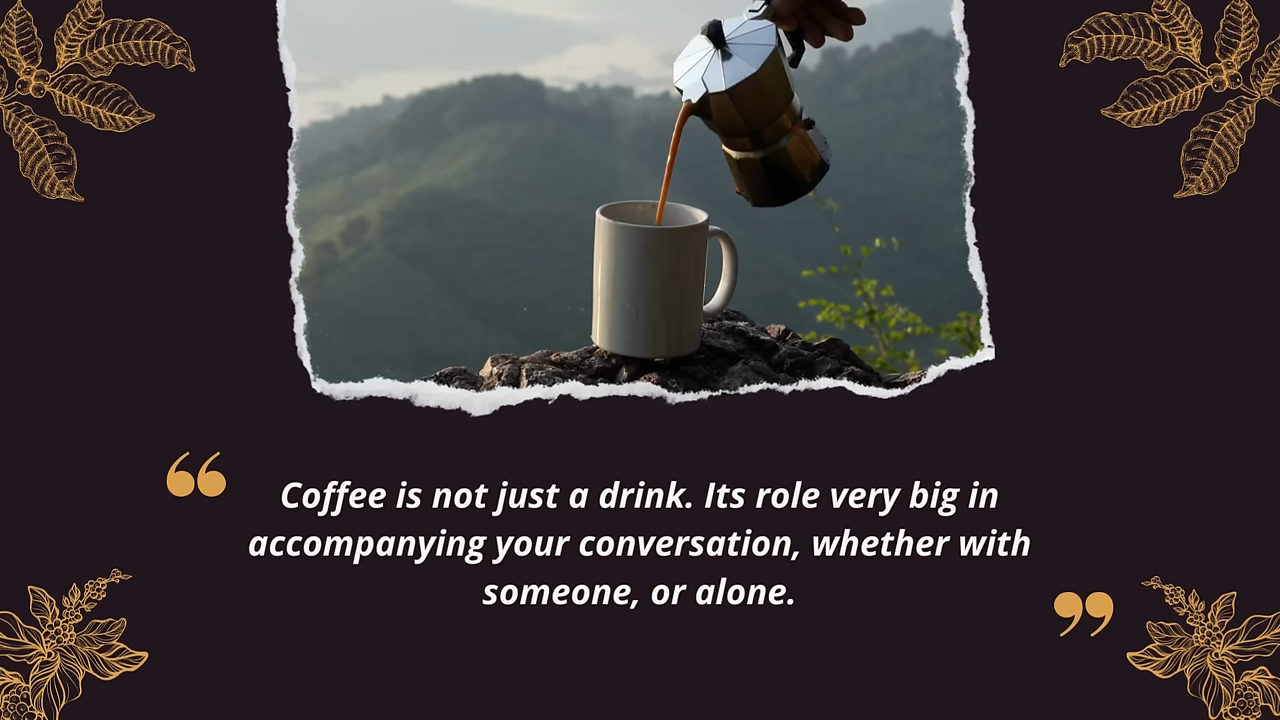 Coffee is not just a drink. Its role very big in
accompanying your conversation, whether with
someone, or alone.